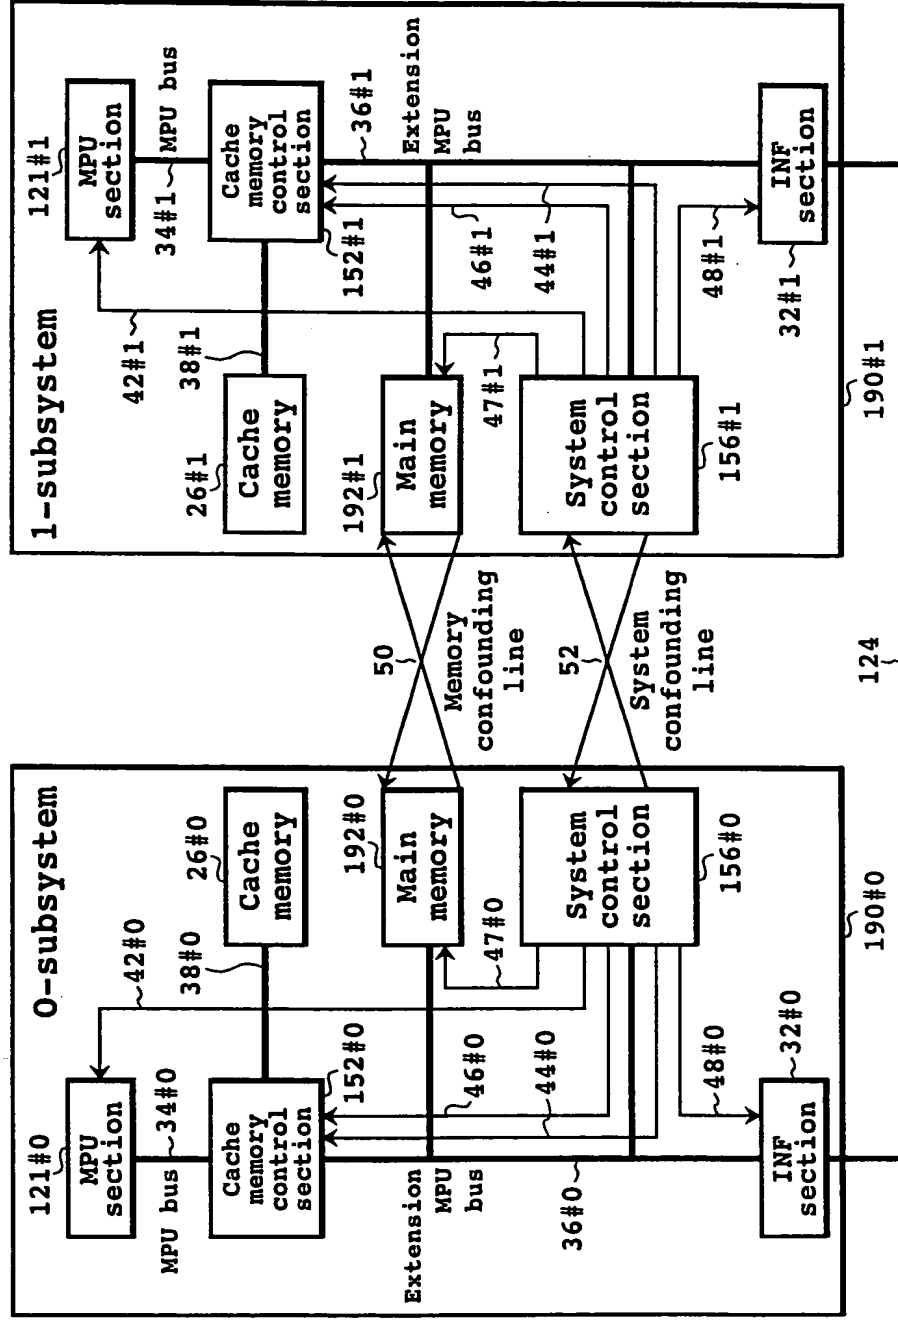 0-subsystem
121#0
MPU
section
MPU bus
34#0
42#0
Cache
memory
control
section
152#0
38#0
26#0
Cache
memory
Extension
MPU
bus
46#0
44#0
47#0
192#0
Main
memory
36#0
System
control
section
156#0
48#0
INF
section
32#0
190#0
50
Memory
confounding
line
52
System
confounding
line
124
1-subsystem
121#1
MPU
section
34#1
MPU bus
42#1
38#1
26#1
Cache
memory
Cache
memory
control
section
152#1
36#1
Extension
MPU
bus
192#1
Main
memory
47#1
46#1
44#1
System
control
section
156#1
48#1
INF
section
32#1
190#1